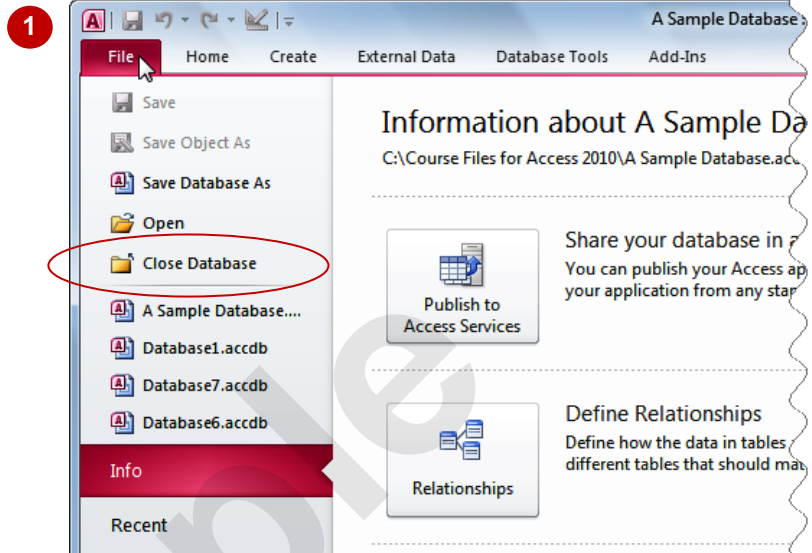 1
A Sample Database
File Home Create External Data Database Tools Add-Ins
Save
Save Object As
Save Database As
Open
Close Database
A Sample Database....
Database1.accdb
Database7.accdb
Database6.accdb
Info
Recent
Information about A Sample Da
C:\Course Files for Access 2010\A Sample Database.acc
Publish to
Access Services
Share your database in a
You can publish your Access ap
your application from any stan
Relationships
Define Relationships
Define how the data in tables
different tables that should mat
ple